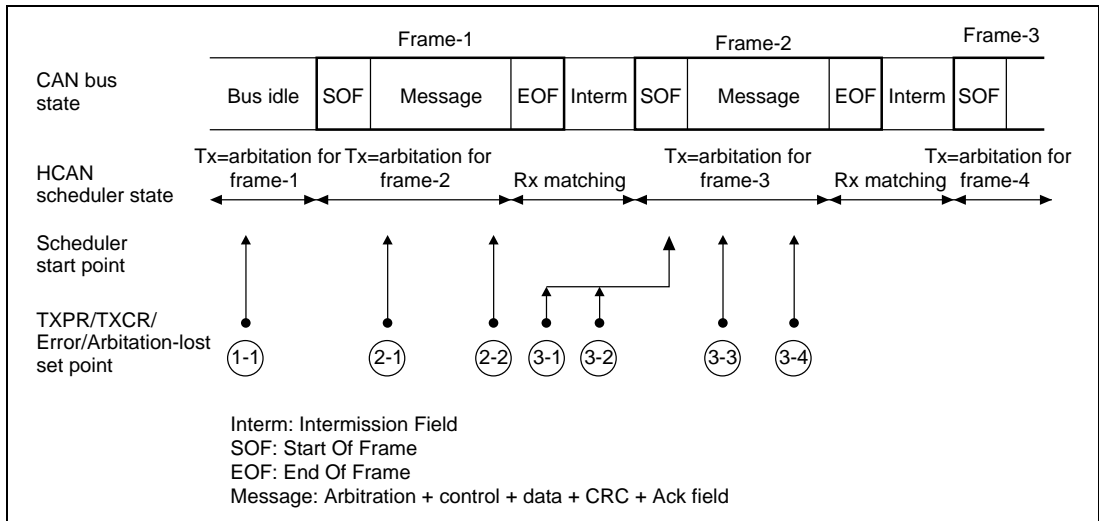 Frame-1 Frame-2 Frame-3
CAN bus
state
Bus idle SOF Message EOF Interm SOF Message EOF Interm SOF
HCAN
scheduler state
Tx=arbitation for
frame-1
Tx=arbitation for
frame-2
Rx matching
Tx=arbitation for
frame-3
Rx matching
Tx=arbitation for
frame-4
Scheduler
start point
TXPR/TXCR/
Error/Arbitation-lost
set point
1-1 2-1 2-2 3-1 3-2 3-3 3-4
Interm: Intermission Field
SOF: Start Of Frame
EOF: End Of Frame
Message: Arbitration + control + data + CRC + Ack field